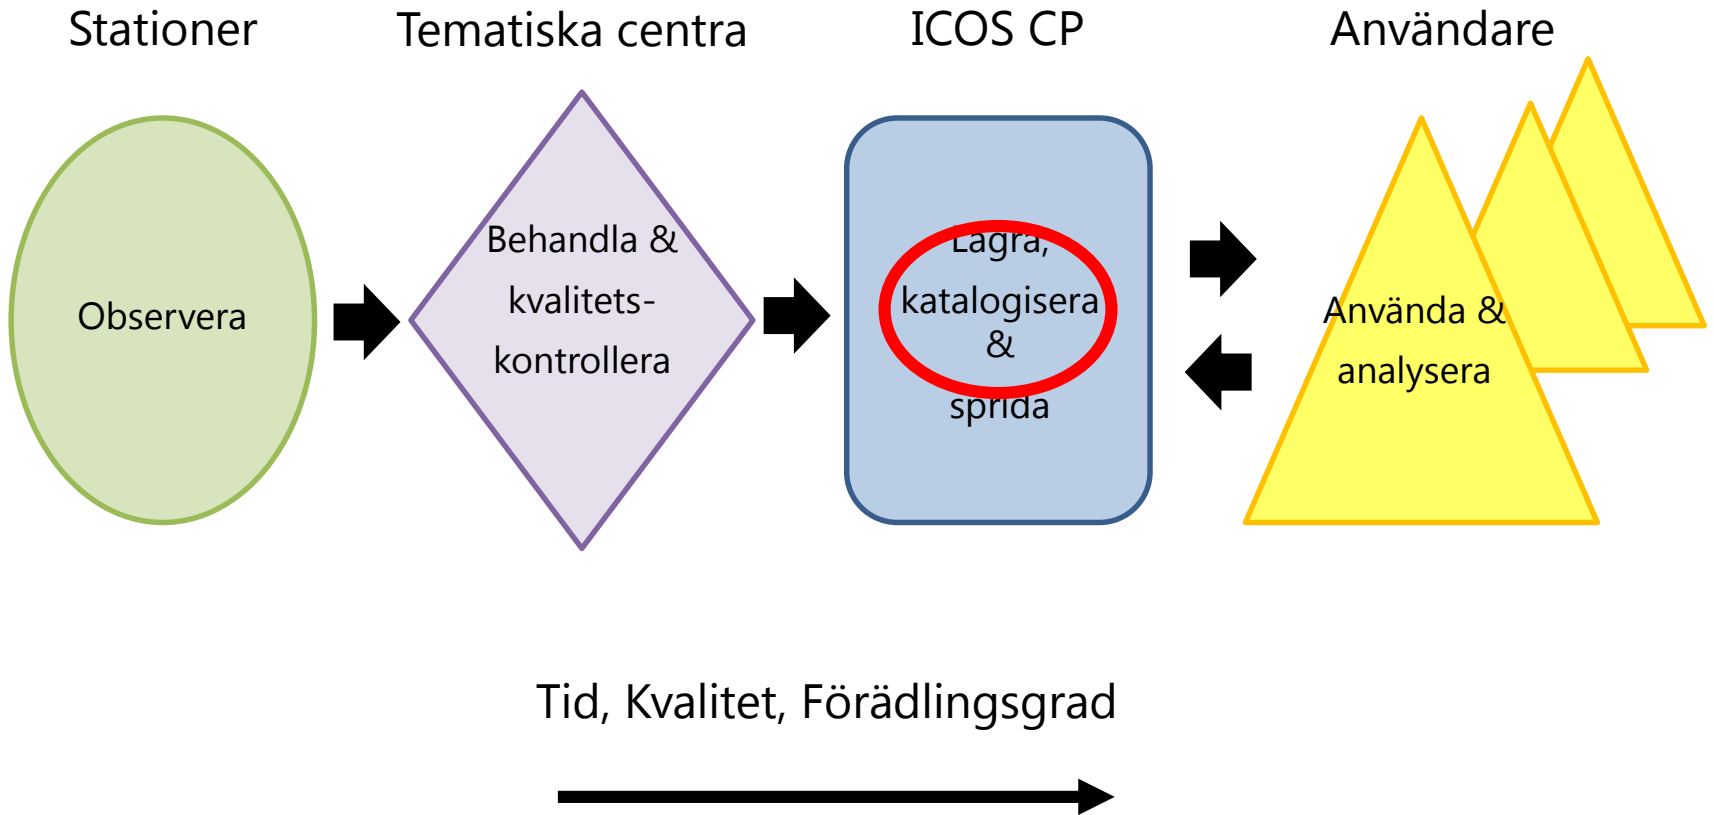 Stationer
Tematiska centra
ICOS CP
Användare
Observera
Behandla &
kvalitets-
kontrollera
Lagra,
katalogisera
&
sprida
Använda &
analysera
Tid, Kvalitet, Förädlingsgrad